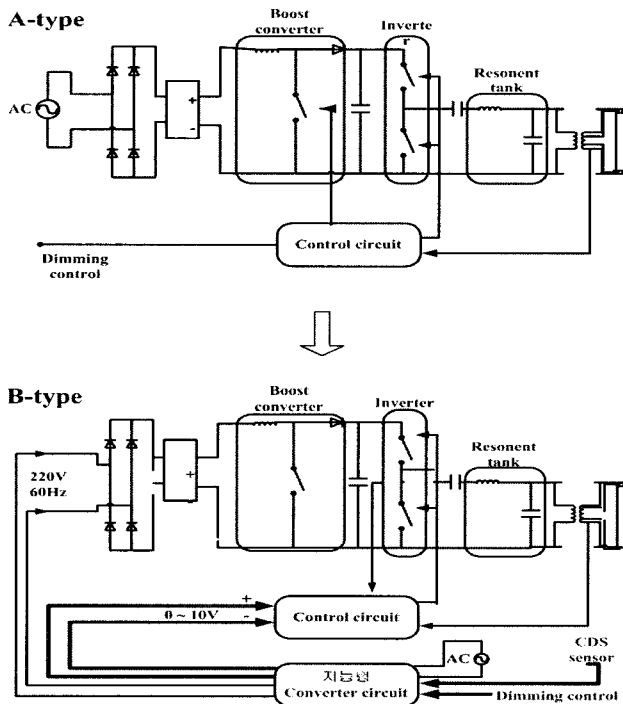 A-type
Boost
converter
Inverte
r
Resonent
tank
AC
+
-
Control circuit
Dimming
control
B-type
Boost
converter
Inverter
Resonent
tank
220V
60Hz
+
+
0 ~ 10V
-
Control circuit
CDS
sensor
지능형
Converter circuit
AC
Dimming control